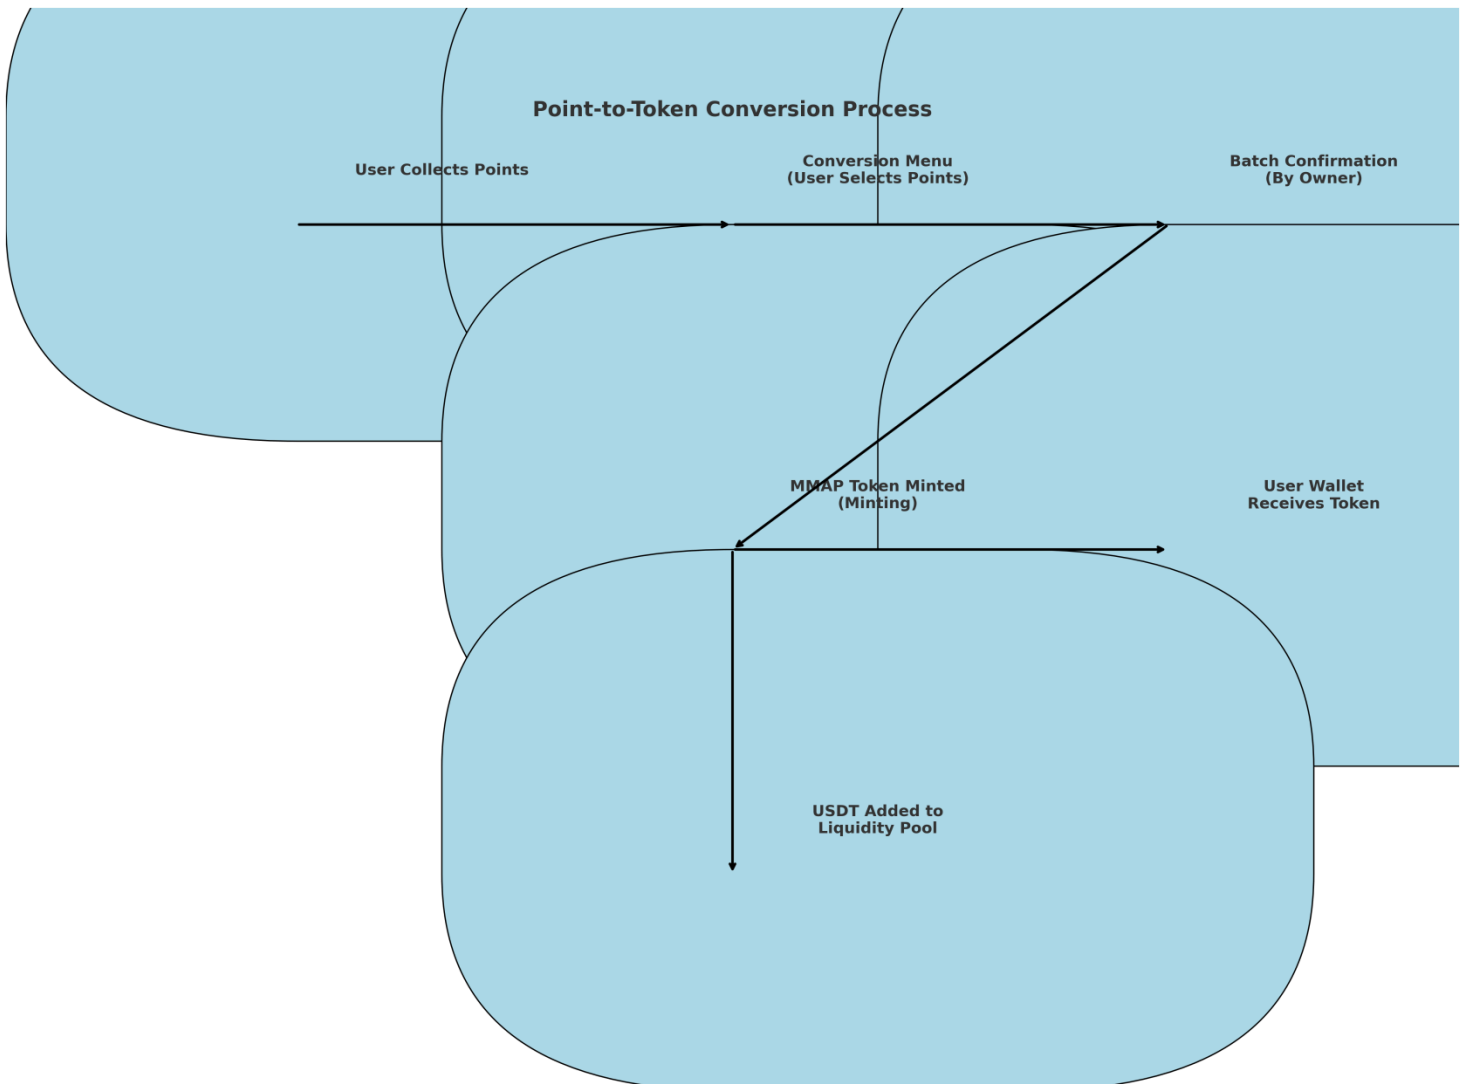 Point-to-Token Conversion Process
User Collects Points
Conversion Menu
(User Selects Points)
Batch Confirmation
(By Owner)
MMAP Token Minted
(Minting)
User Wallet
Receives Token
USDT Added to
Liquidity Pool